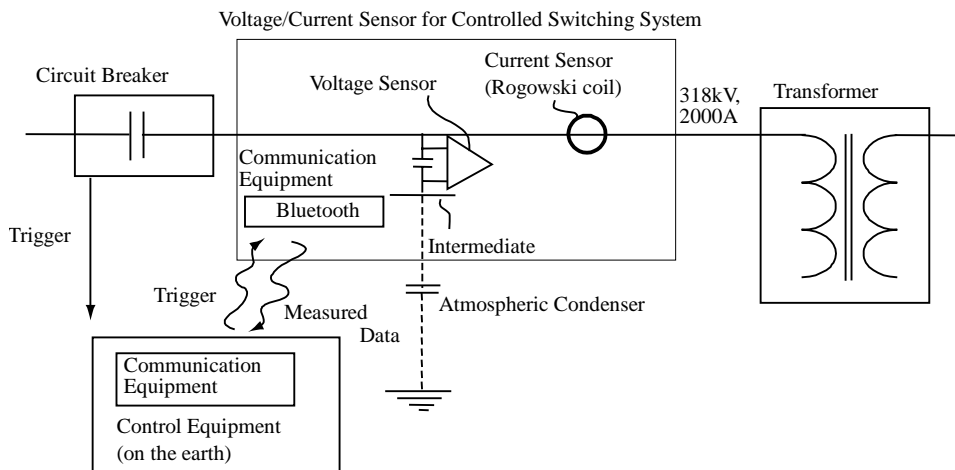 Voltage/Current Sensor for Controlled Switching System
Circuit Breaker
Voltage Sensor
Current Sensor
(Rogowski coil)
318kV,
2000A
Transformer
Communication
Equipment
Bluetooth
Intermediate
Trigger
Trigger
Measured
Data
Atmospheric Condenser
Communication
Equipment
Control Equipment
(on the earth)